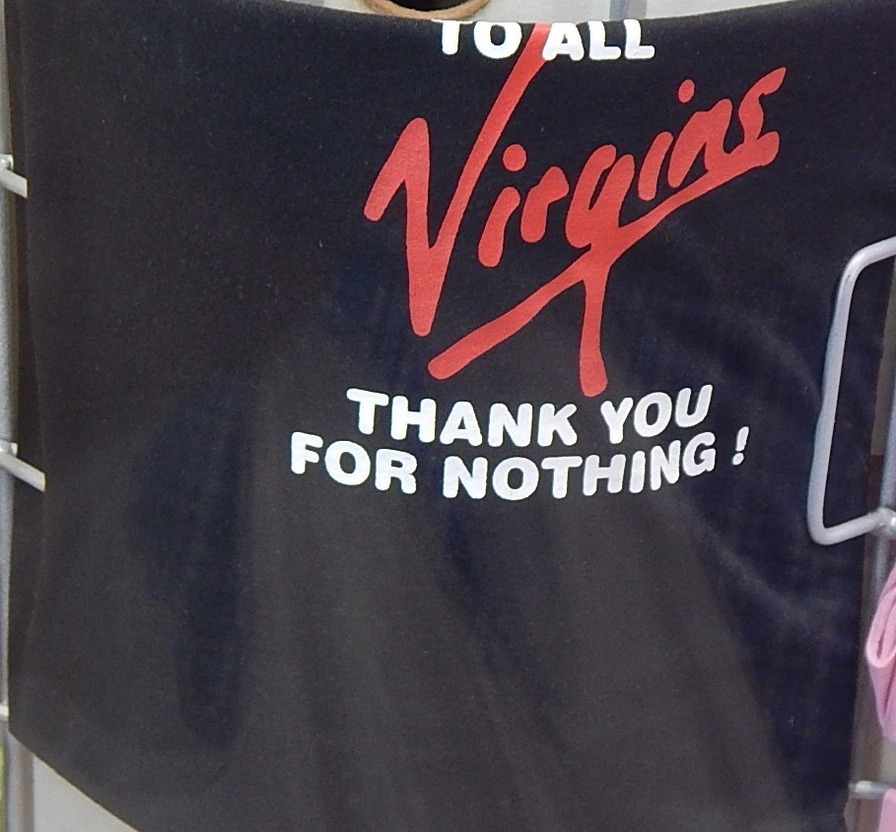 TO ALL
Virgins
THANK YOU
FOR NOTHING !